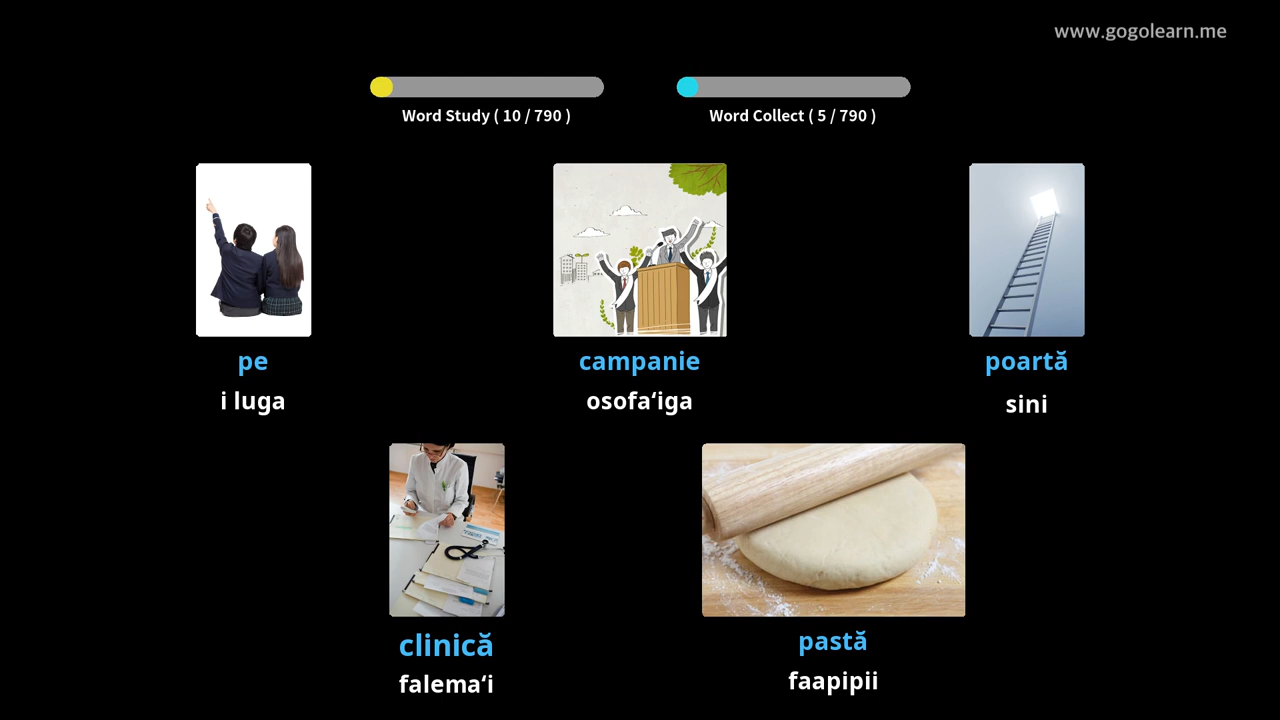 www.gogolearn.me
Word Study ( 10 / 790 )
Word Collect ( 5 / 790 )
pe
i luga
campanie
osofa‘iga
poartă
sini
clinică
falema‘i
pastă
faapipii